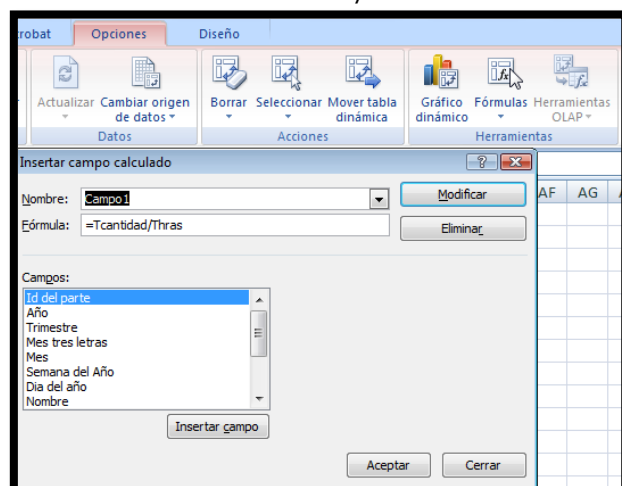 robat Opciones Diseño
Actualizar Cambiar origen de datos
Datos
Borrar Seleccionar Mover tabla dinámica
Acciones
Gráfico dinámico Fórmulas Herramientas OLAP
Herramientas
Insertar campo calculado
Nombre: Campo1 Modificar
Fórmula: =Tcantidad/Thras Eliminar
Campos:
Id del parte
Año
Trimestre
Mes tres letras
Mes
Semana del Año
Dia del año
Nombre
Insertar campo
Aceptar Cerrar
AF AG